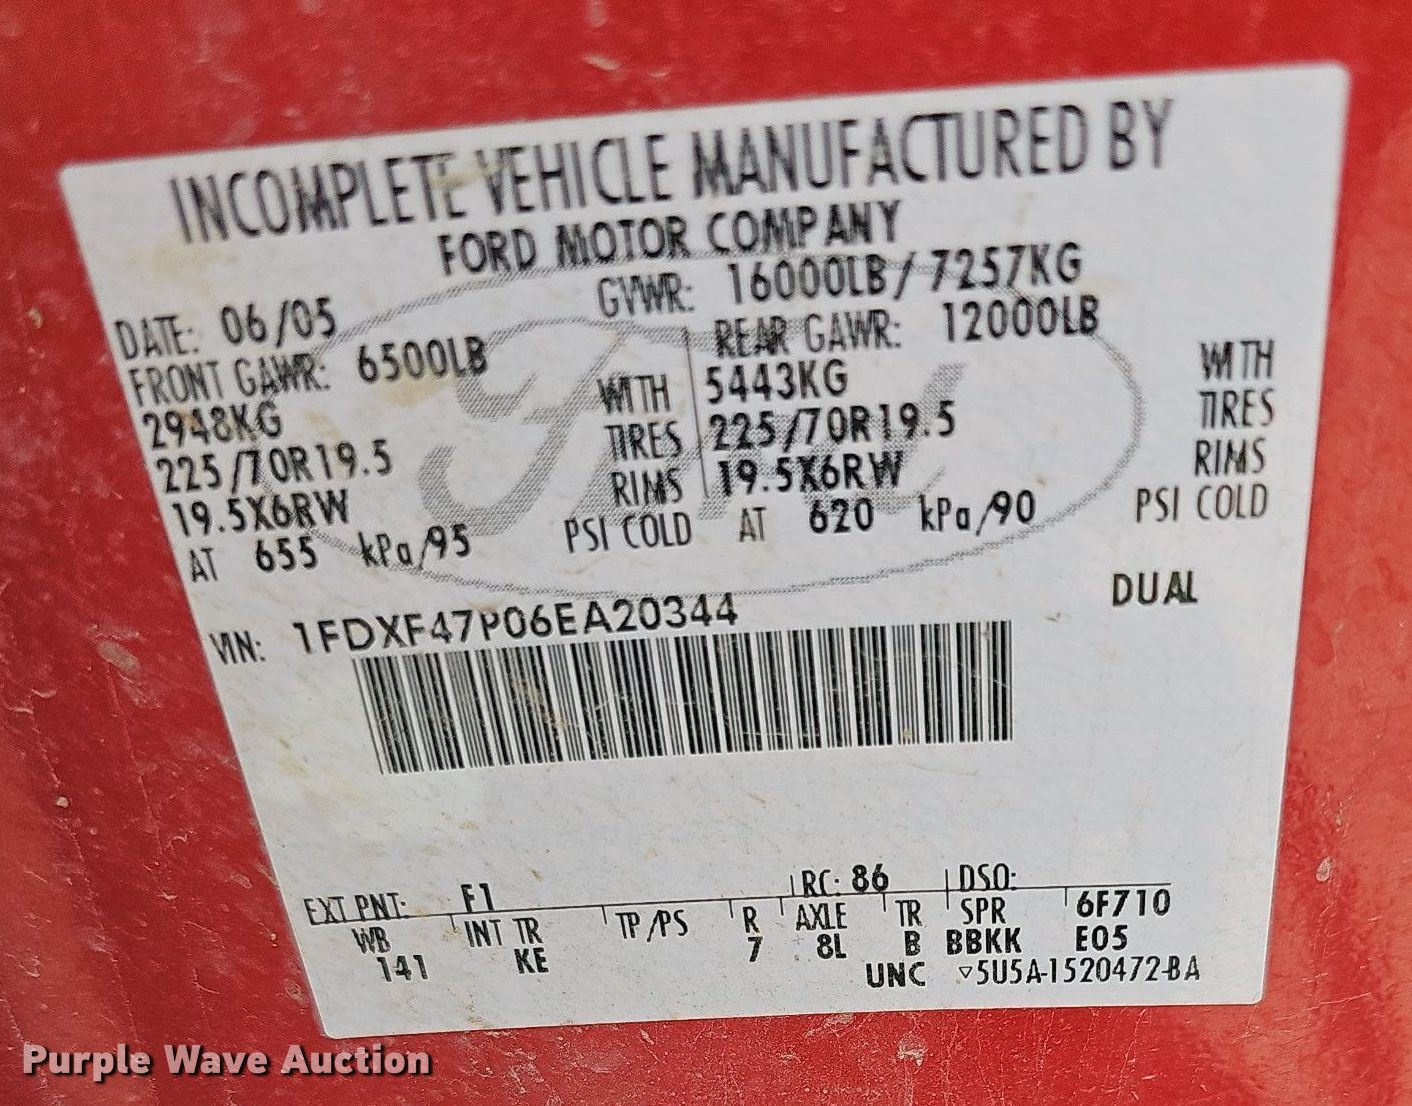 INCOMPLETE VEHICLE MANUFACTURED BY
FORD MOTOR COMPANY
DATE: 06/05 GVWR: 16000LB/7257KG
FRONT GAWR: 6500LB REAR GAWR: 12000LB
2948KG WITH 5443KG WITH
225/70R19.5 TIRES 225/70R19.5 TIRES
19.5X6RW RIMS 19.5X6RW RIMS
AT 655 kPa/95 PSI COLD AT 620 kPa/90 PSI COLD
DUAL
VIN: 1FDXF47P06EA20344
EXT PNT: F1 RC: 86 DSO:
WB INT TR TP/PS R AXLE TR SPR 6F710
141 KE 7 8L B BBKK E05
UNC ▽5U5A-1520472-BA
Purple Wave Auction